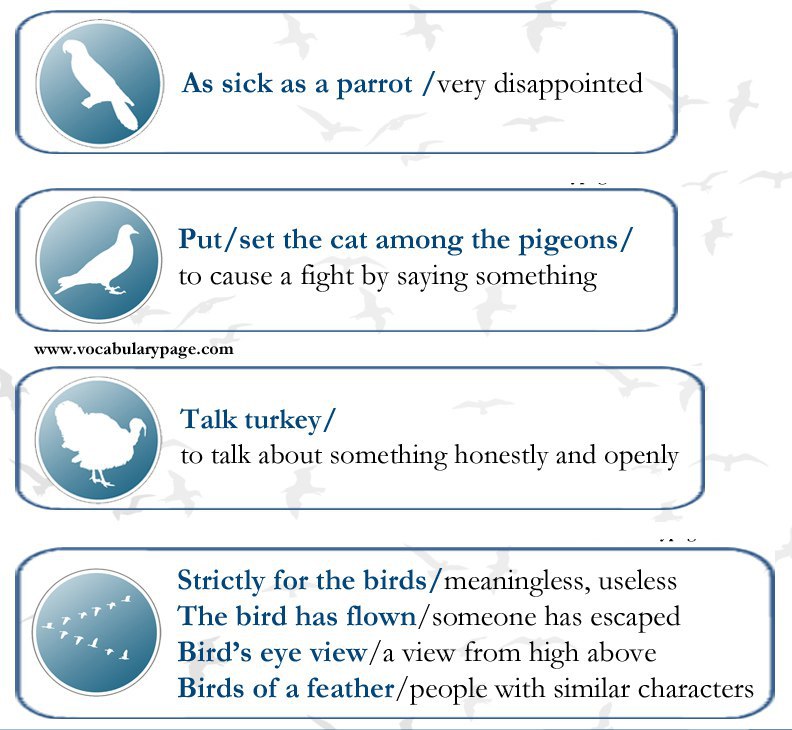 As sick as a parrot /very disappointed
Put/set the cat among the pigeons/
to cause a fight by saying something
www.vocabularypage.com
Talk turkey/
to talk about something honestly and openly
Strictly for the birds/meaningless, useless
The bird has flown/someone has escaped
Bird's eye view/a view from high above
Birds of a feather/people with similar characters